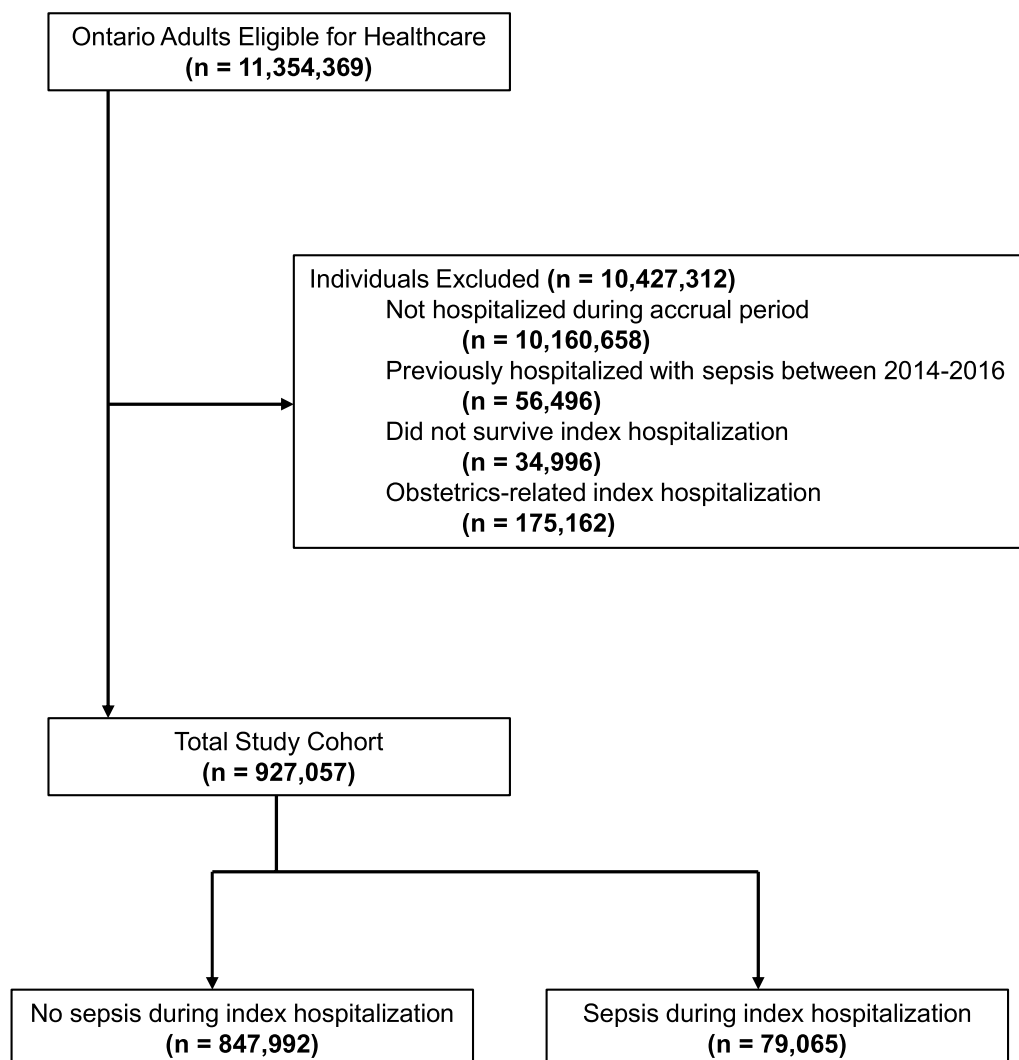 Ontario Adults Eligible for Healthcare
(n = 11,354,369)
Individuals Excluded (n = 10,427,312)
Not hospitalized during accrual period
(n = 10,160,658)
Previously hospitalized with sepsis between 2014-2016
(n = 56,496)
Did not survive index hospitalization
(n = 34,996)
Obstetrics-related index hospitalization
(n = 175,162)
Total Study Cohort
(n = 927,057)
No sepsis during index hospitalization
(n = 847,992)
Sepsis during index hospitalization
(n = 79,065)